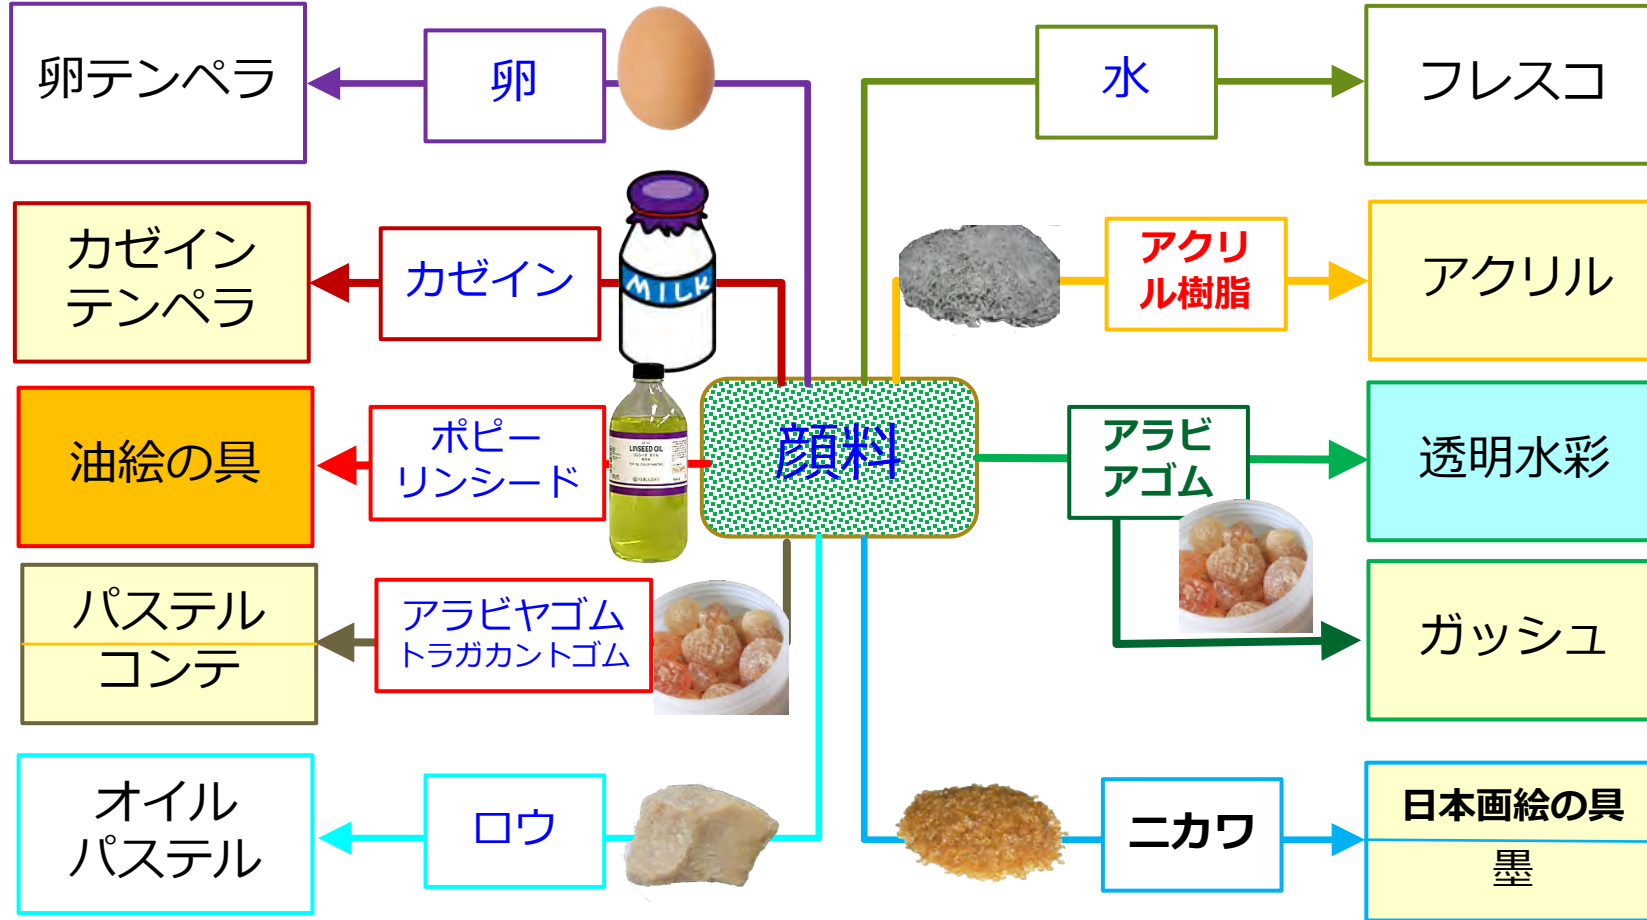 卵テンペラ
卵
水
フレスコ
カゼイン
テンペラ
カゼイン
MILK
アクリ
ル樹脂
アクリル
油絵の具
ポピー
リンシード
LINSEED OIL
顔料
アラビ
アゴム
透明水彩
パステル
コンテ
アラビヤゴム
トラガカントゴム
ガッシュ
オイル
パステル
ロウ
ニカワ
日本画絵の具
墨